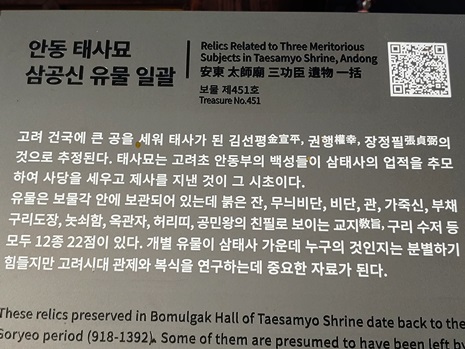 안동 태사묘
삼공신 유물 일괄
Relics Related to Three Meritorious
Subjects in Taesamyo Shrine, Andong
安東 太師廟 三功臣 遺物 一括
보물 제451호
Treasure No.451
고려 건국에 큰 공을 세워 태사가 된 김선평金宣平, 권행權幸, 장정필張貞弼의
것으로 추정된다. 태사묘는 고려초 안동부의 백성들이 삼태사의 업적을 추모
하여 사당을 세우고 제사를 지낸 것이 그 시초이다.
유물은 보물각 안에 보관되어 있는데 붉은 잔, 무늬비단, 비단, 관, 가죽신, 부채
구리도장, 놋쇠합, 옥관자, 허리띠, 공민왕의 친필로 보이는 교지敎旨, 구리 수저 등
모두 12종 22점이 있다. 개별 유물이 삼태사 가운데 누구의 것인지는 분별하기
힘들지만 고려시대 관제와 복식을 연구하는데 중요한 자료가 된다.
These relics preserved in Bomulgak Hall of Taesamyo Shrine date back to the
Goryeo period (918-1392). Some of them are presumed to have been left by